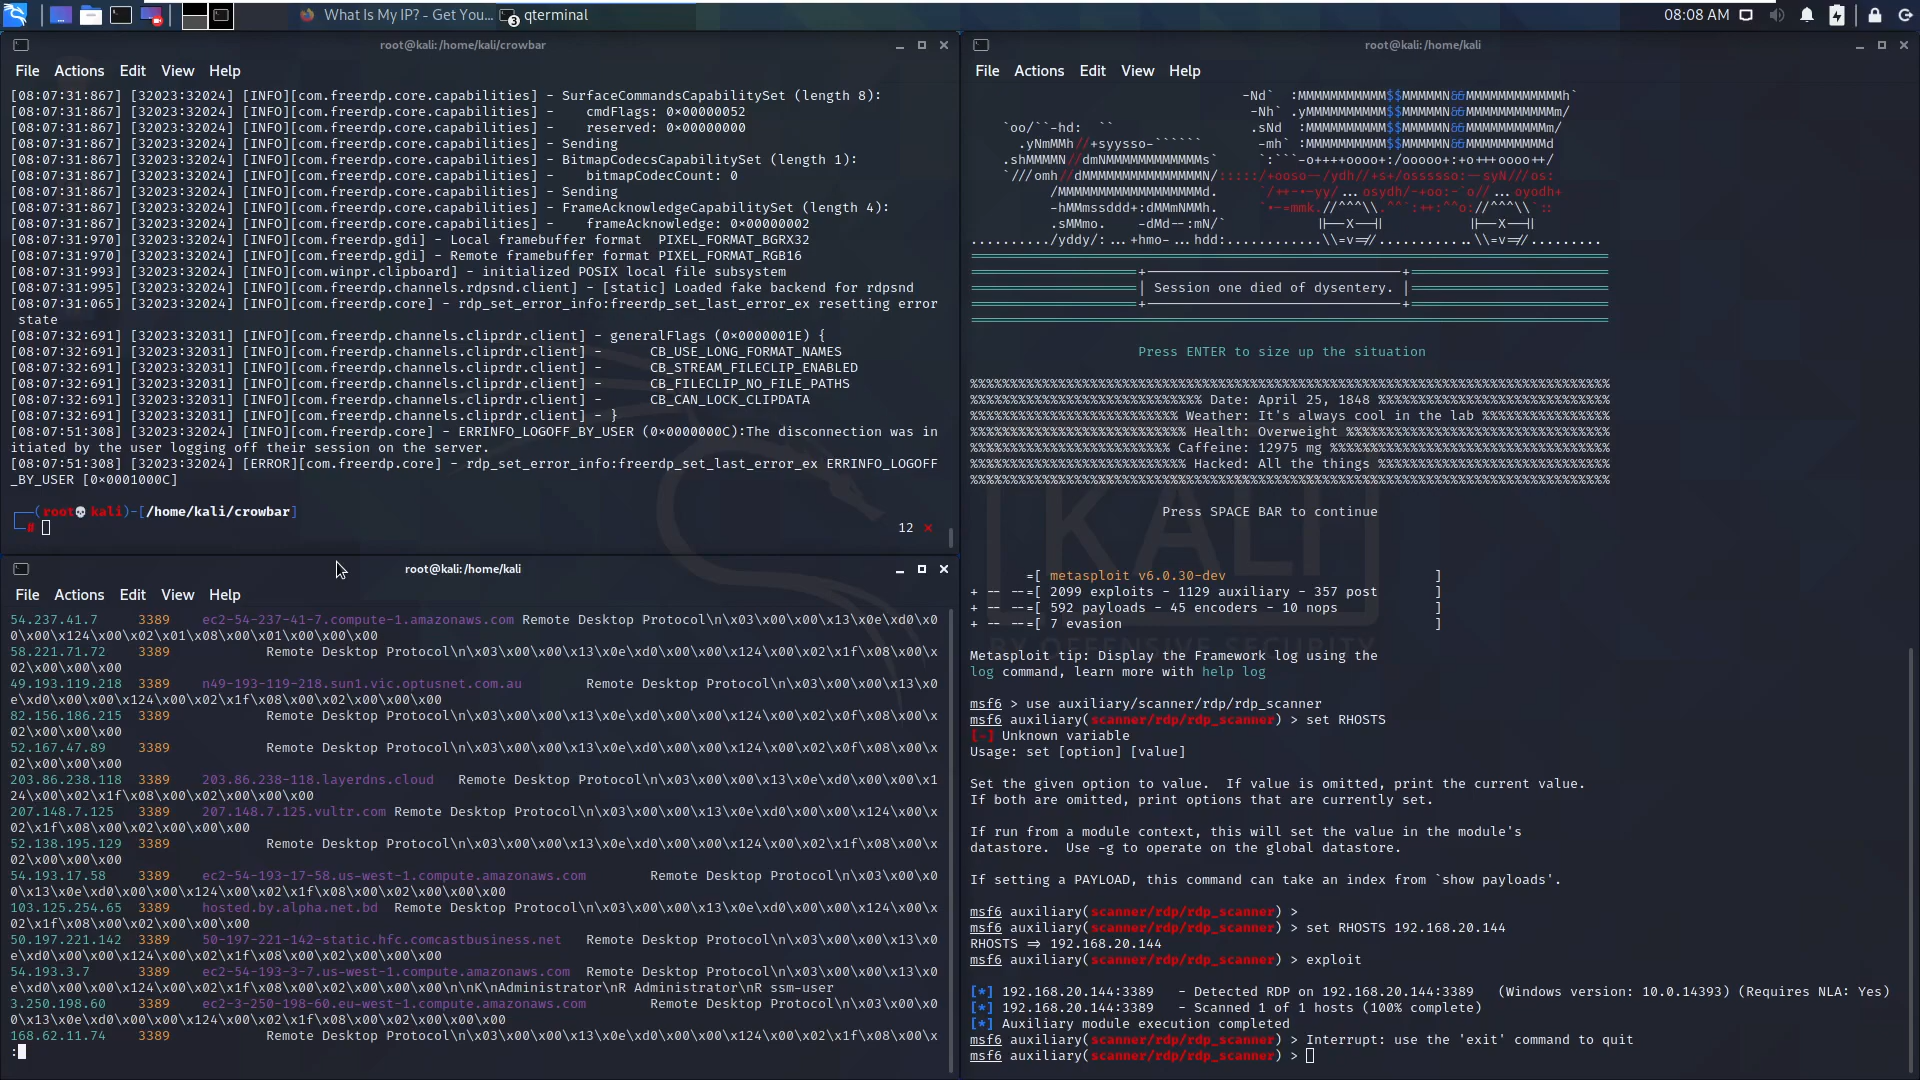 What Is My IP? - Get You...
3
qterminal
08:08 AM
root@kali: /home/kali/crowbar
File Actions Edit View Help
[08:07:31:867] [32023:32024] [INFO][com.freerdp.core.capabilities] - SurfaceCommandsCapabilitySet (length 8):
[08:07:31:867] [32023:32024] [INFO][com.freerdp.core.capabilities] -    cmdFlags: 0×00000052
[08:07:31:867] [32023:32024] [INFO][com.freerdp.core.capabilities] -    reserved: 0×00000000
[08:07:31:867] [32023:32024] [INFO][com.freerdp.core.capabilities] - Sending
[08:07:31:867] [32023:32024] [INFO][com.freerdp.core.capabilities] - BitmapCodecsCapabilitySet (length 1):
[08:07:31:867] [32023:32024] [INFO][com.freerdp.core.capabilities] -    bitmapCodecCount: 0
[08:07:31:867] [32023:32024] [INFO][com.freerdp.core.capabilities] - Sending
[08:07:31:867] [32023:32024] [INFO][com.freerdp.core.capabilities] - FrameAcknowledgeCapabilitySet (length 4):
[08:07:31:867] [32023:32024] [INFO][com.freerdp.core.capabilities] -    frameAcknowledge: 0×00000002
[08:07:31:970] [32023:32024] [INFO][com.freerdp.gdi] - Local framebuffer format  PIXEL_FORMAT_BGRX32
[08:07:31:970] [32023:32024] [INFO][com.freerdp.gdi] - Remote framebuffer format PIXEL_FORMAT_RGB16
[08:07:31:993] [32023:32024] [INFO][com.winpr.clipboard] - initialized POSIX local file subsystem
[08:07:31:995] [32023:32024] [INFO][com.freerdp.channels.rdpsnd.client] - [static] Loaded fake backend for rdpsnd
[08:07:31:065] [32023:32024] [INFO][com.freerdp.core] - rdp_set_error_info:freerdp_set_last_error_ex resetting error
state
[08:07:32:691] [32023:32031] [INFO][com.freerdp.channels.cliprdr.client] - generalFlags (0×0000001E) {
[08:07:32:691] [32023:32031] [INFO][com.freerdp.channels.cliprdr.client] -      CB_USE_LONG_FORMAT_NAMES
[08:07:32:691] [32023:32031] [INFO][com.freerdp.channels.cliprdr.client] -      CB_STREAM_FILECLIP_ENABLED
[08:07:32:691] [32023:32031] [INFO][com.freerdp.channels.cliprdr.client] -      CB_FILECLIP_NO_FILE_PATHS
[08:07:32:691] [32023:32031] [INFO][com.freerdp.channels.cliprdr.client] -      CB_CAN_LOCK_CLIPDATA
[08:07:32:691] [32023:32031] [INFO][com.freerdp.channels.cliprdr.client] - }
[08:07:51:308] [32023:32024] [INFO][com.freerdp.core] - ERRINFO_LOGOFF_BY_USER (0×0000000C):The disconnection was in
itiated by the user logging off their session on the server.
[08:07:51:308] [32023:32024] [ERROR][com.freerdp.core] - rdp_set_error_info:freerdp_set_last_error_ex ERRINFO_LOGOFF
_BY_USER [0×0001000C]
(root💀kali)-[/home/kali/crowbar]
# 12 ×
root@kali: /home/kali
File Actions Edit View Help
54.237.41.7     3389    ec2-54-237-41-7.compute-1.amazonaws.com Remote Desktop Protocol\n\x03\x00\x00\x13\x0e\xd0\x0
0\x00\x124\x00\x02\x01\x08\x00\x01\x00\x00\x00
58.221.71.72    3389            Remote Desktop Protocol\n\x03\x00\x00\x13\x0e\xd0\x00\x00\x124\x00\x02\x1f\x08\x00\x
02\x00\x00\x00
49.193.119.218  3389    n49-193-119-218.sun1.vic.optusnet.com.au        Remote Desktop Protocol\n\x03\x00\x00\x13\x0
e\xd0\x00\x00\x124\x00\x02\x1f\x08\x00\x02\x00\x00\x00
82.156.186.215  3389            Remote Desktop Protocol\n\x03\x00\x00\x13\x0e\xd0\x00\x00\x124\x00\x02\x0f\x08\x00\x
02\x00\x00\x00
52.167.47.89    3389            Remote Desktop Protocol\n\x03\x00\x00\x13\x0e\xd0\x00\x00\x124\x00\x02\x0f\x08\x00\x
02\x00\x00\x00
203.86.238.118  3389    203.86.238-118.layerdns.cloud   Remote Desktop Protocol\n\x03\x00\x00\x13\x0e\xd0\x00\x00\x1
24\x00\x02\x1f\x08\x00\x02\x00\x00\x00
207.148.7.125   3389    207.148.7.125.vultr.com Remote Desktop Protocol\n\x03\x00\x00\x13\x0e\xd0\x00\x00\x124\x00\x
02\x1f\x08\x00\x02\x00\x00\x00
52.138.195.129  3389            Remote Desktop Protocol\n\x03\x00\x00\x13\x0e\xd0\x00\x00\x124\x00\x02\x1f\x08\x00\x
02\x00\x00\x00
54.193.17.58    3389    ec2-54-193-17-58.us-west-1.compute.amazonaws.com        Remote Desktop Protocol\n\x03\x00\x0
0\x13\x0e\xd0\x00\x00\x124\x00\x02\x1f\x08\x00\x02\x00\x00\x00
103.125.254.65  3389    hosted.by.alpha.net.bd  Remote Desktop Protocol\n\x03\x00\x00\x13\x0e\xd0\x00\x00\x124\x00\x
02\x1f\x08\x00\x02\x00\x00\x00
50.197.221.142  3389    50-197-221-142-static.hfc.comcastbusiness.net   Remote Desktop Protocol\n\x03\x00\x00\x13\x0
e\xd0\x00\x00\x124\x00\x02\x1f\x08\x00\x02\x00\x00\x00
54.193.3.7      3389    ec2-54-193-3-7.us-west-1.compute.amazonaws.com  Remote Desktop Protocol\n\x03\x00\x00\x13\x0
e\xd0\x00\x00\x124\x00\x02\x1f\x08\x00\x02\x00\x00\x00\n\nK\nAdministrator\nR Administrator\nR ssm-user
3.250.198.60    3389    ec2-3-250-198-60.eu-west-1.compute.amazonaws.com        Remote Desktop Protocol\n\x03\x00\x0
0\x13\x0e\xd0\x00\x00\x124\x00\x02\x1f\x08\x00\x02\x00\x00\x00
168.62.11.74    3389            Remote Desktop Protocol\n\x03\x00\x00\x13\x0e\xd0\x00\x00\x124\x00\x02\x1f\x08\x00\x
:
root@kali: /home/kali
File Actions Edit View Help
Session one died of dysentery.
Press ENTER to size up the situation
Date: April 25, 1848
Weather: It's always cool in the lab
Health: Overweight
Caffeine: 12975 mg
Hacked: All the things
Press SPACE BAR to continue
=[ metasploit v6.0.30-dev ]
+ -- --=[ 2099 exploits - 1129 auxiliary - 357 post ]
+ -- --=[ 592 payloads - 45 encoders - 10 nops ]
+ -- --=[ 7 evasion ]
Metasploit tip: Display the Framework log using the
log command, learn more with help log
msf6 > use auxiliary/scanner/rdp/rdp_scanner
msf6 auxiliary(scanner/rdp/rdp_scanner) > set RHOSTS
[-] Unknown variable
Usage: set [option] [value]
Set the given option to value.  If value is omitted, print the current value.
If both are omitted, print options that are currently set.
If run from a module context, this will set the value in the module's
datastore.  Use -g to operate on the global datastore.
If setting a PAYLOAD, this command can take an index from `show payloads'.
msf6 auxiliary(scanner/rdp/rdp_scanner) >
msf6 auxiliary(scanner/rdp/rdp_scanner) > set RHOSTS 192.168.20.144
RHOSTS ⇒ 192.168.20.144
msf6 auxiliary(scanner/rdp/rdp_scanner) > exploit
[*] 192.168.20.144:3389   - Detected RDP on 192.168.20.144:3389   (Windows version: 10.0.14393) (Requires NLA: Yes)
[*] 192.168.20.144:3389   - Scanned 1 of 1 hosts (100% complete)
[*] Auxiliary module execution completed
msf6 auxiliary(scanner/rdp/rdp_scanner) > Interrupt: use the 'exit' command to quit
msf6 auxiliary(scanner/rdp/rdp_scanner) >
KALI
BY OFFENSIVE SECURITY